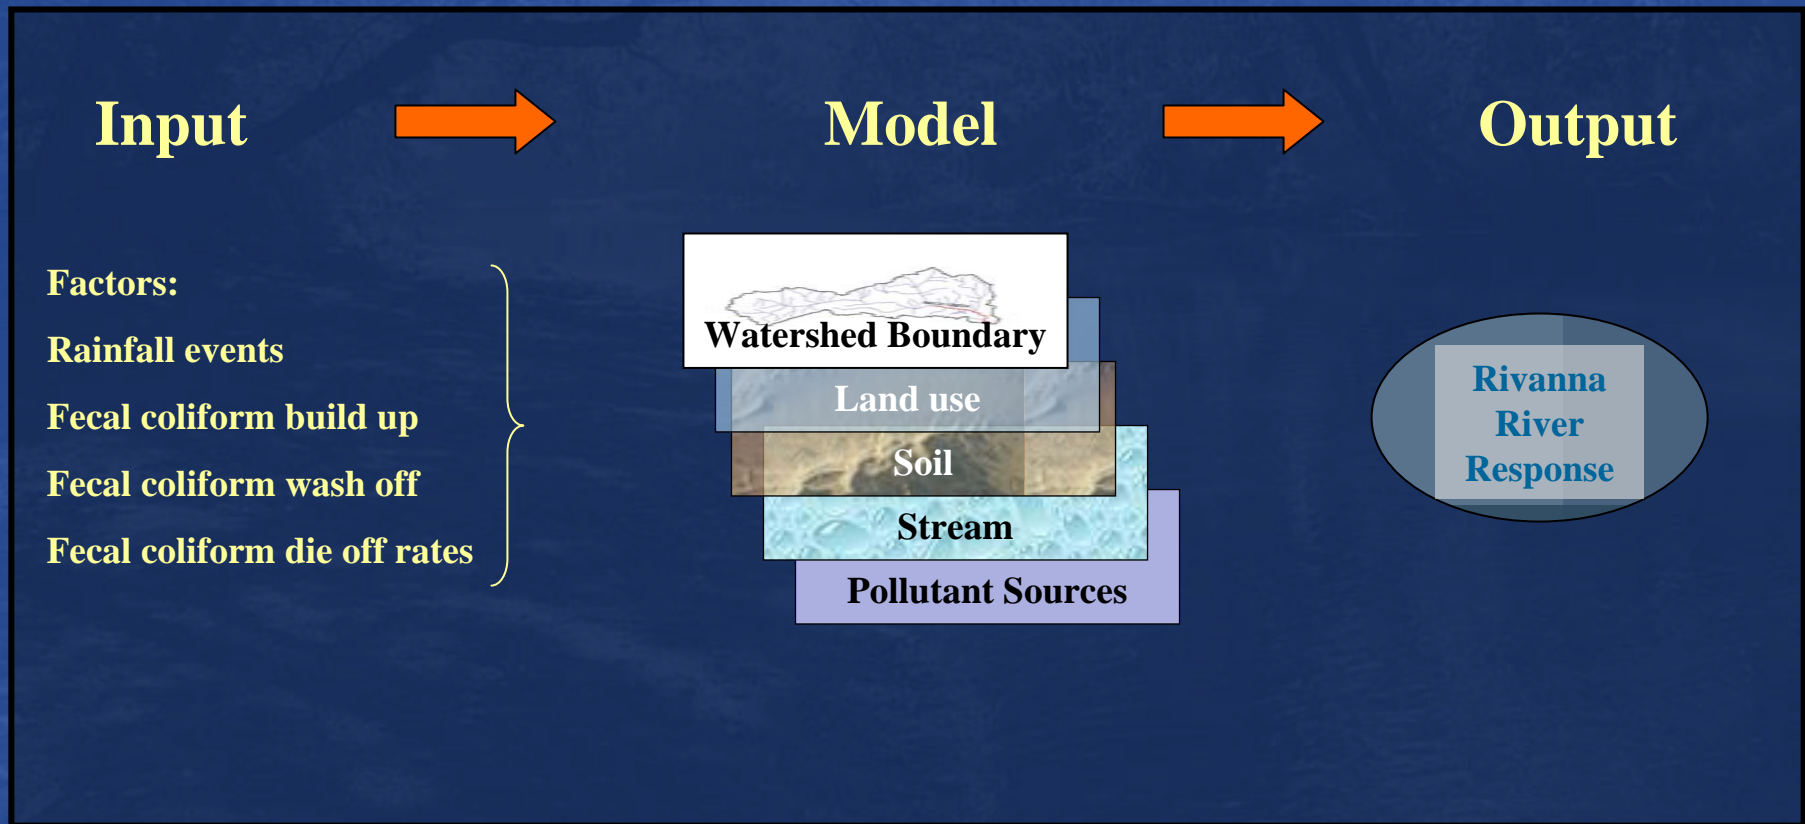 Input
Model
Output
Factors:
Rainfall events
Fecal coliform build up
Fecal coliform wash off
Fecal coliform die off rates
Watershed Boundary
Land use
Soil
Stream
Pollutant Sources
Rivanna
River
Response